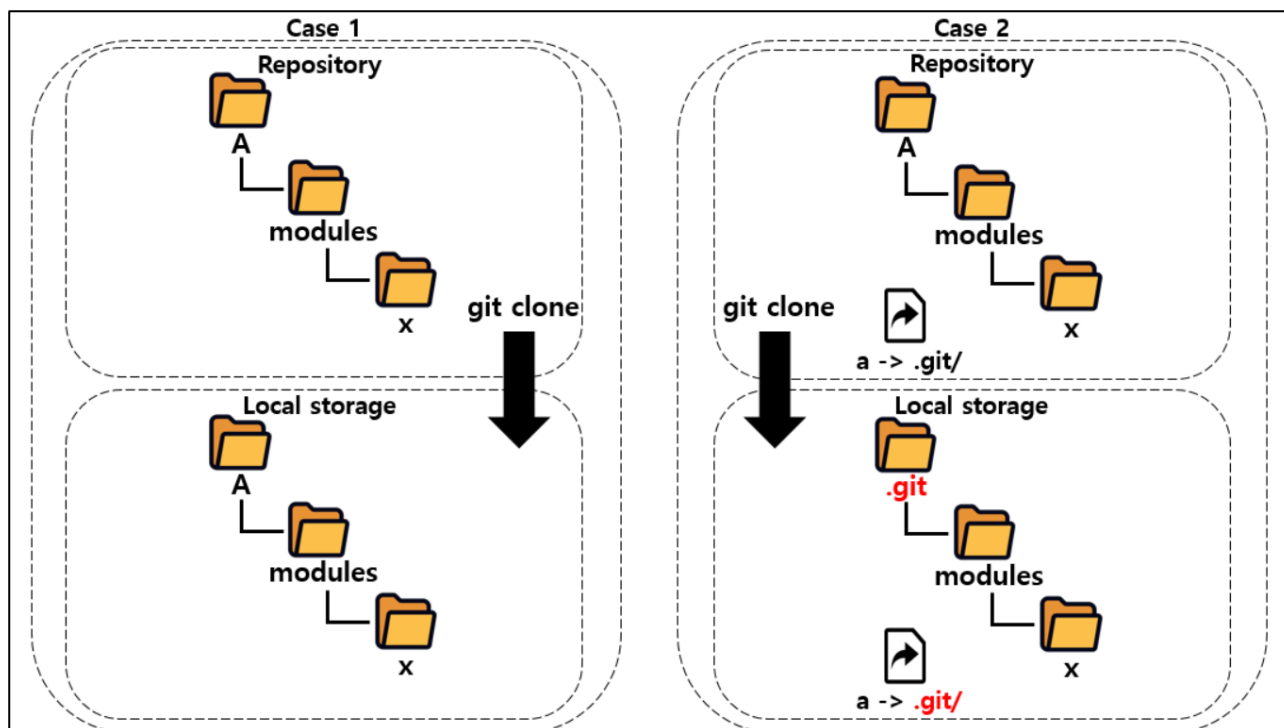 Case 1
Repository
A
modules
x
git clone
Local storage
A
modules
x
Case 2
Repository
A
modules
x
git clone
a -> .git/
Local storage
.git
modules
x
a -> .git/